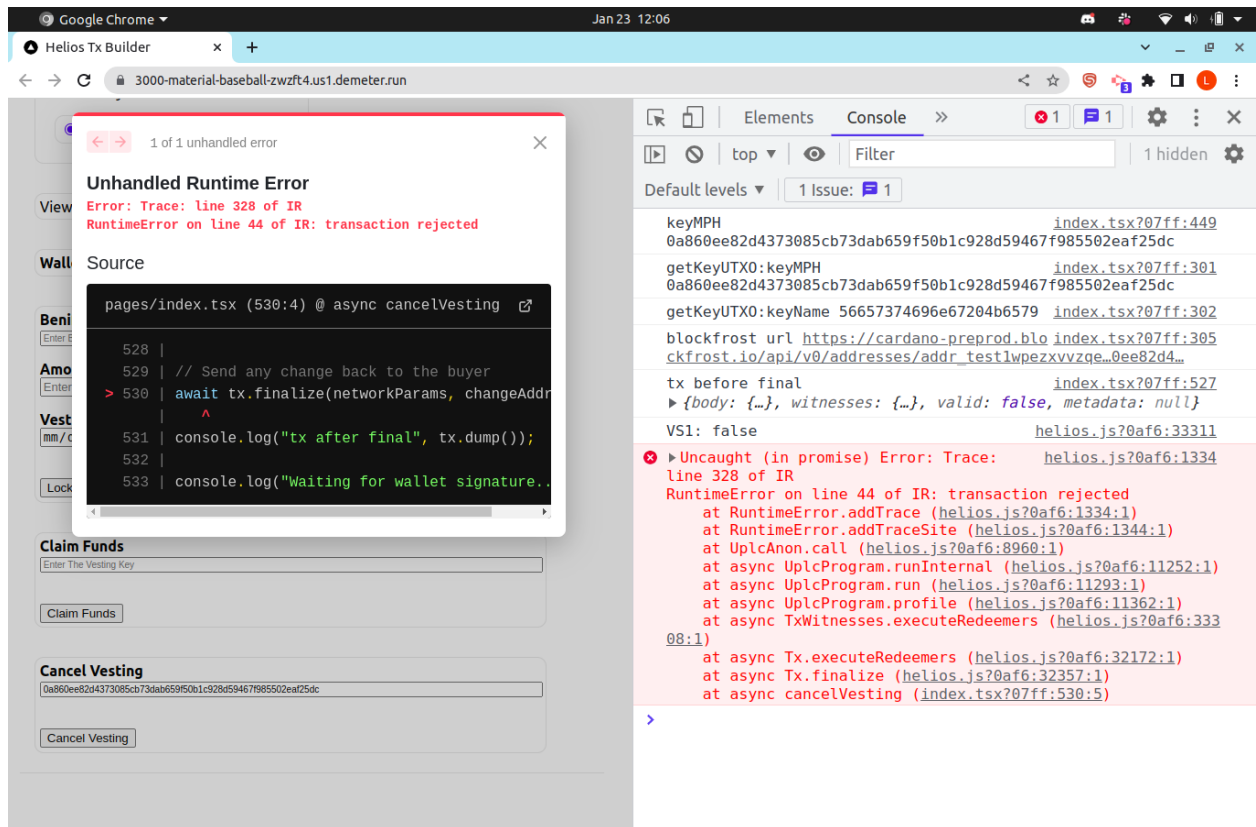 Google Chrome
Jan 23 12:06
Helios Tx Builder
3000-material-baseball-zwzft4.us1.demeter.run
3
L
1 of 1 unhandled error
Unhandled Runtime Error
Error: Trace: line 328 of IR
RuntimeError on line 44 of IR: transaction rejected
Source
pages/index.tsx (530:4) @ async cancelVesting
528 |
529 | // Send any change back to the buyer
> 530 | await tx.finalize(networkParams, changeAddr
| ^
531 | console.log("tx after final", tx.dump());
532 |
533 | console.log("Waiting for wallet signature..
View
Wall
Beni
Enter E
Amo
Enter
Vest
mm/d
Lock
Claim Funds
Enter The Vesting Key
Claim Funds
Cancel Vesting
0a860ee82d4373085cb73dab659f50b1c928d59467f985502eaf25dc
Cancel Vesting
Elements
Console
1
1
top
Filter
1 hidden
Default levels
1 Issue: 1
keyMPH index.tsx?07ff:449
0a860ee82d4373085cb73dab659f50b1c928d59467f985502eaf25dc
getKeyUTXO:keyMPH index.tsx?07ff:301
0a860ee82d4373085cb73dab659f50b1c928d59467f985502eaf25dc
getKeyUTXO:keyName 56657374696e67204b6579 index.tsx?07ff:302
blockfrost url https://cardano-preprod.blo index.tsx?07ff:305
ckfrost.io/api/v0/addresses/addr_test1wpezxvvzqe…0ee82d4…
tx before final index.tsx?07ff:527
{body: {…}, witnesses: {…}, valid: false, metadata: null}
VS1: false helios.js?0af6:33311
Uncaught (in promise) Error: Trace: helios.js?0af6:1334
line 328 of IR
RuntimeError on line 44 of IR: transaction rejected
at RuntimeError.addTrace (helios.js?0af6:1334:1)
at RuntimeError.addTraceSite (helios.js?0af6:1344:1)
at UplcAnon.call (helios.js?0af6:8960:1)
at async UplcProgram.runInternal (helios.js?0af6:11252:1)
at async UplcProgram.run (helios.js?0af6:11293:1)
at async UplcProgram.profile (helios.js?0af6:11362:1)
at async TxWitnesses.executeRedeemers (helios.js?0af6:333
08:1)
at async Tx.executeRedeemers (helios.js?0af6:32172:1)
at async Tx.finalize (helios.js?0af6:32357:1)
at async cancelVesting (index.tsx?07ff:530:5)